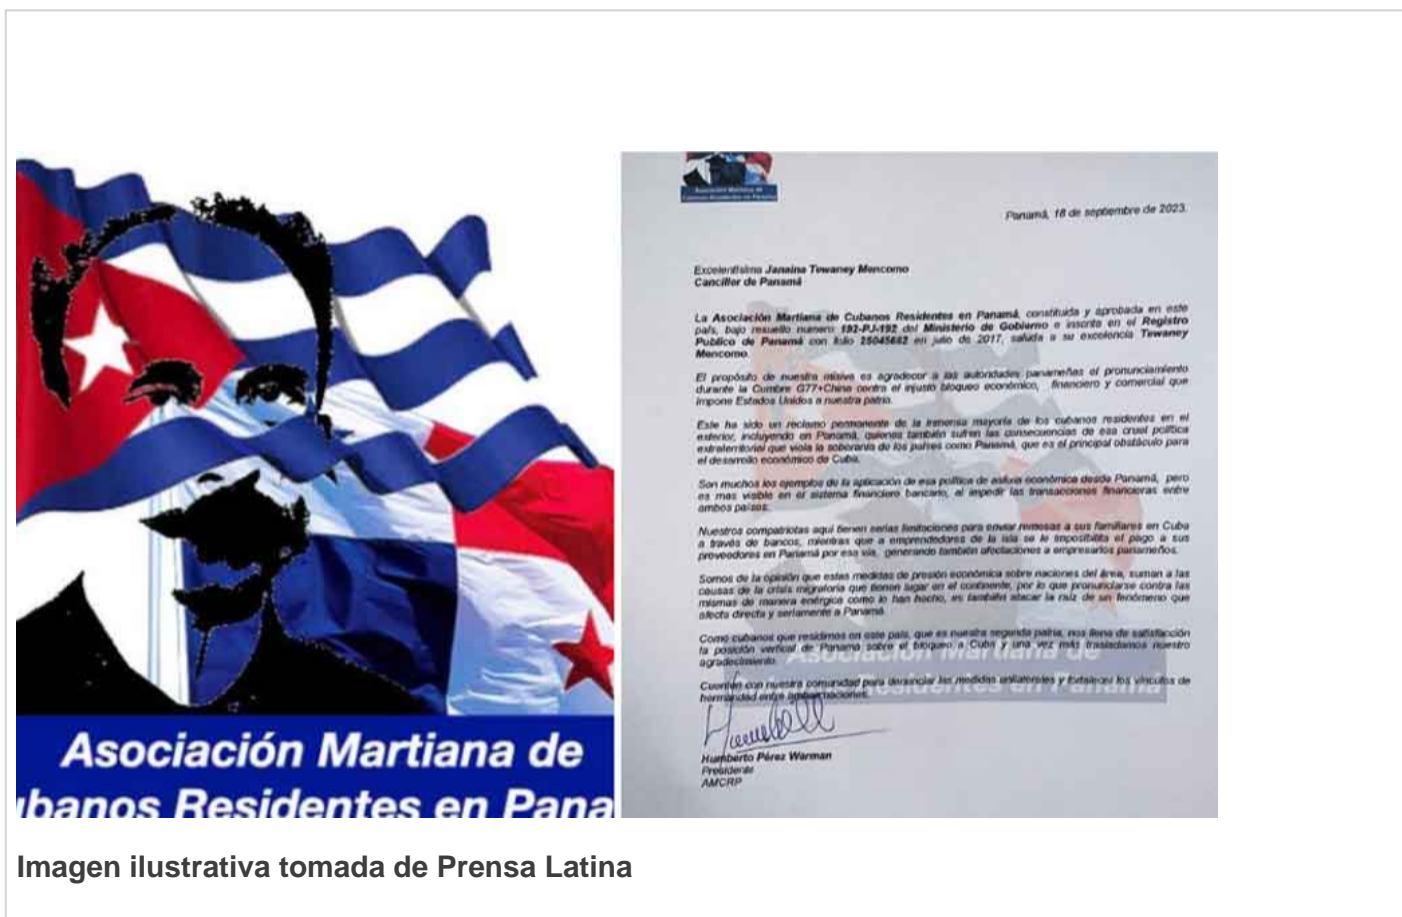 Asociación Martiana de
ubanos Residentes en Pana
Asociación Martiana de
Cubanos Residentes en Panamá
Panamá, 18 de septiembre de 2023.
Excelentísima Janaina Tewaney Mencomo
Canciller de Panamá
La Asociación Martiana de Cubanos Residentes en Panamá, constituida y aprobada en este
país, bajo resuelto numero 192-PJ-192 del Ministerio de Gobierno e inscrita en el Registro
Publico de Panamá con folio 25045682 en julio de 2017, saluda a su excelencia Tewaney
Mencomo.
El propósito de nuestra misiva es agradecer a las autoridades panameñas el pronunciamiento
durante la Cumbre G77+China contra el injusto bloqueo económico, financiero y comercial que
impone Estados Unidos a nuestra patria.
Este ha sido un reclamo permanente de la inmensa mayoría de los cubanos residentes en el
exterior, incluyendo en Panamá, quienes también sufren las consecuencias de esa cruel política
extraterritorial que viola la soberanía de los países como Panamá, que es el principal obstáculo para
el desarrollo económico de Cuba.
Son muchos los ejemplos de la aplicación de esa política de asfixia económica desde Panamá, pero
es mas visible en el sistema financiero bancario, al impedir las transacciones financieras entre
ambos países.
Nuestros compatriotas aquí tienen serias limitaciones para enviar remesas a sus familiares en Cuba
a través de bancos, mientras que a emprendedores de la isla se le imposibilita el pago a sus
proveedores en Panamá por esa vía, generando también afectaciones a empresarios panameños.
Somos de la opinión que estas medidas de presión económica sobre naciones del área, suman a las
causas de la crisis migratoria que tienen lugar en el continente, por lo que pronunciarse contra las
mismas de manera enérgica como lo han hecho, es también atacar la raíz de un fenómeno que
afecta directa y seriamente a Panamá.
Como cubanos que residimos en este país, que es nuestra segunda patria, nos llena de satisfacción
la posición vertical de Panamá sobre el bloqueo a Cuba y una vez más trasladamos nuestro
agradecimiento.
Cuenten con nuestra comunidad para denunciar las medidas unilaterales y fortalecer los vínculos de
hermandad entre ambas naciones.
Asociación Martiana de
Residentes en Panamá
Humberto Pérez Warman
Presidente
AMCRP
Imagen ilustrativa tomada de Prensa Latina